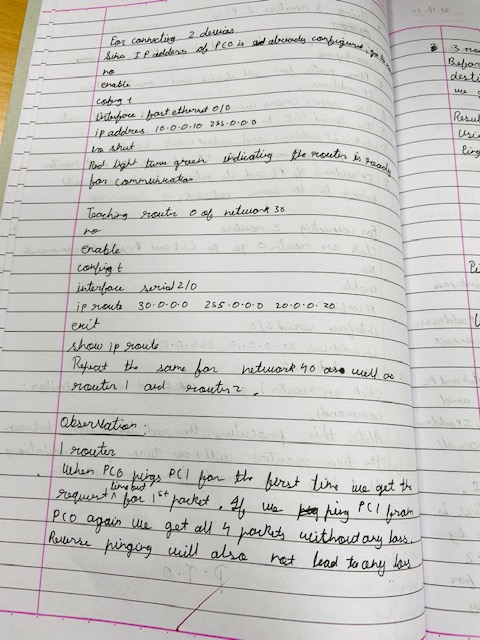 For connecting 2 devices
Since IP address of PC0 is already configured, go to
no
enable
config t
interface fast ethernet 0/0
ip address 10.0.0.10 255.0.0.0
no shut
Red light turns green indicating the router is ready
for communication
Teaching router 0 of network 30
no
enable
config t
interface serial 2/0
ip route 30.0.0.0 255.0.0.0 20.0.0.20
exit
show ip route
Repeat the same for network 40 as well as
router 1 and router 2.
Observation :
1 router
When PC0 pings PC1 for the first time we get the
request timeout for 1st packet. If we ping PC1 from
PC0 again we get all 4 packets without any loss.
Reverse pinging will also not lead to any loss
3 rou
Befor
desti
we
Resul
Usin
Ping
Pi